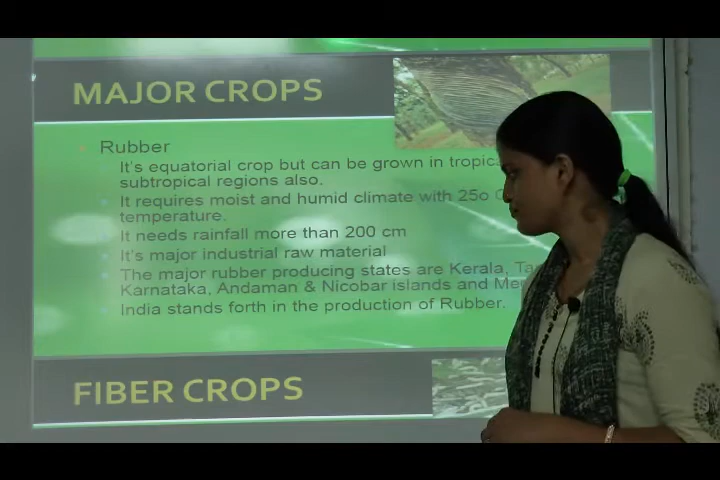 MAJOR CROPS
Rubber
It's equatorial crop but can be grown in
subtropical regions also.
It requires moist and humid climate with 25o
temperature.
It needs rainfall more than 200 cm
It's major industrial raw material
The major rubber producing states are Kerala,
Karnataka, Andaman & Nicobar islands and
India stands forth in the production of Rubber.
FIBER CROPS